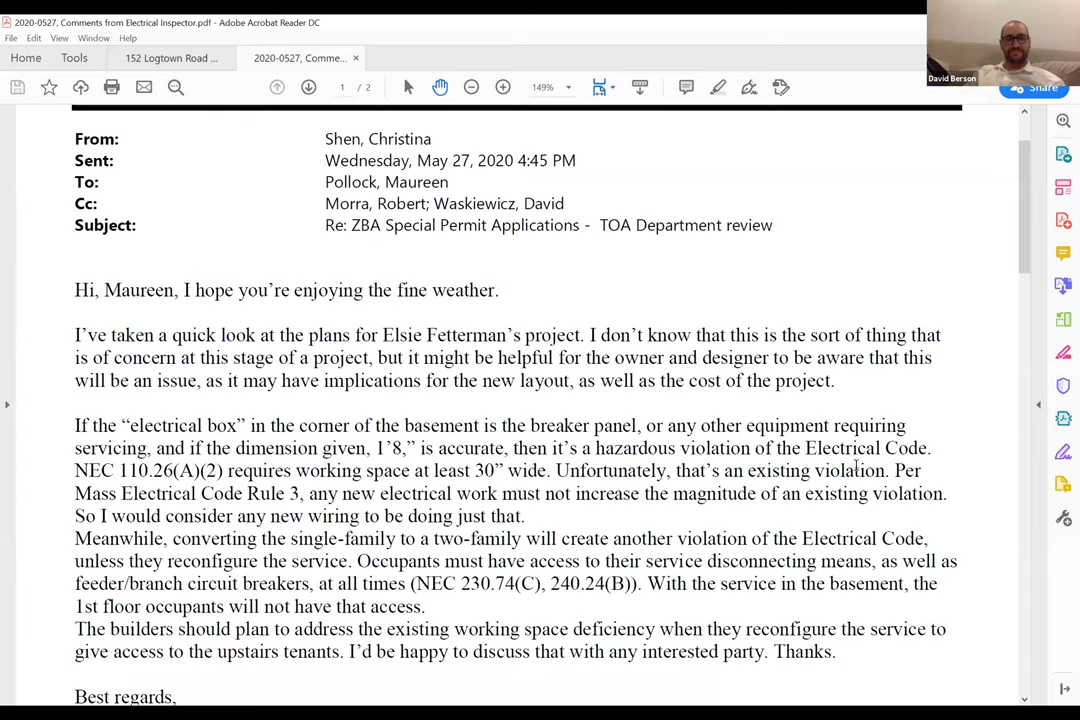 2020-0527, Comments from Electrical Inspector.pdf - Adobe Acrobat Reader DC
File Edit View Window Help
Home Tools 152 Logtown Road ... 2020-0527, Comme... ×
1 / 2 149%
David Berson
Share
From: Shen, Christina
Sent: Wednesday, May 27, 2020 4:45 PM
To: Pollock, Maureen
Cc: Morra, Robert; Waskiewicz, David
Subject: Re: ZBA Special Permit Applications - TOA Department review
Hi, Maureen, I hope you’re enjoying the fine weather.
I’ve taken a quick look at the plans for Elsie Fetterman’s project. I don’t know that this is the sort of thing that
is of concern at this stage of a project, but it might be helpful for the owner and designer to be aware that this
will be an issue, as it may have implications for the new layout, as well as the cost of the project.
If the “electrical box” in the corner of the basement is the breaker panel, or any other equipment requiring
servicing, and if the dimension given, 1’8,” is accurate, then it’s a hazardous violation of the Electrical Code.
NEC 110.26(A)(2) requires working space at least 30” wide. Unfortunately, that’s an existing violation. Per
Mass Electrical Code Rule 3, any new electrical work must not increase the magnitude of an existing violation.
So I would consider any new wiring to be doing just that.
Meanwhile, converting the single-family to a two-family will create another violation of the Electrical Code,
unless they reconfigure the service. Occupants must have access to their service disconnecting means, as well as
feeder/branch circuit breakers, at all times (NEC 230.74(C), 240.24(B)). With the service in the basement, the
1st floor occupants will not have that access.
The builders should plan to address the existing working space deficiency when they reconfigure the service to
give access to the upstairs tenants. I’d be happy to discuss that with any interested party. Thanks.
Best regards,